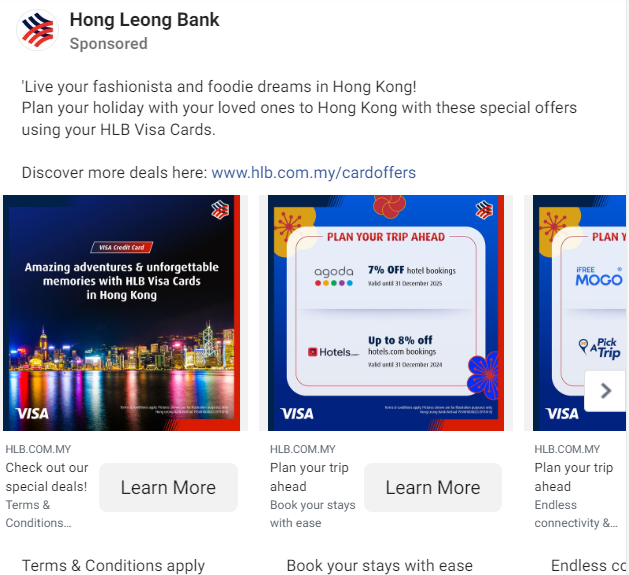 Hong Leong Bank
Sponsored
'Live your fashionista and foodie dreams in Hong Kong!
Plan your holiday with your loved ones to Hong Kong with these special offers
using your HLB Visa Cards.
Discover more deals here: www.hlb.com.my/cardoffers
VISA Credit Card
Amazing adventures & unforgettable
memories with HLB Visa Cards
in Hong Kong
VISA
PLAN YOUR TRIP AHEAD
agoda
7% OFF hotel bookings
Valid until 31 December 2025
Hotels
Up to 8% off
hotels.com bookings
Valid until 31 December 2024
VISA
PLAN Y
iFREE
MOGO
A Pick
Trip
VISA
HLB.COM.MY
Check out our
special deals!
Terms &
Conditions...
Learn More
HLB.COM.MY
Plan your trip
ahead
Book your stays
with ease
Learn More
HLB.COM.MY
Plan your trip
ahead
Endless
connectivity &...
Terms & Conditions apply
Book your stays with ease
Endless co